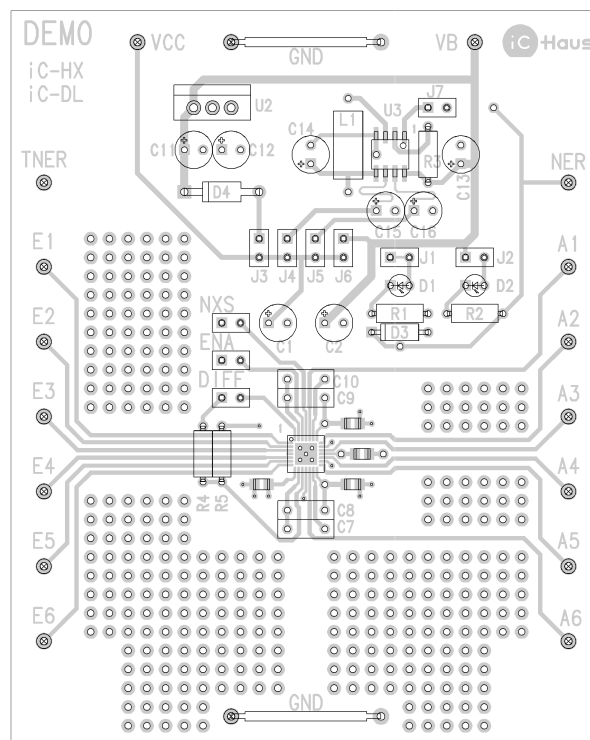 DEMO
iC-HX
iC-DL
VCC
GND
VB
iC Haus
U2
U3
J7
L1
1
C14
R3
C13
C11
C12
TNER
NER
D4
C15
C16
J3
J4
J5
J6
J1
J2
D1
D2
E1
A1
NXS
R1
R2
D3
C1
C2
E2
A2
ENA
DIFF
C10
C9
E3
A3
1
E4
A4
R4
R5
C8
C7
E5
A5
E6
A6
GND